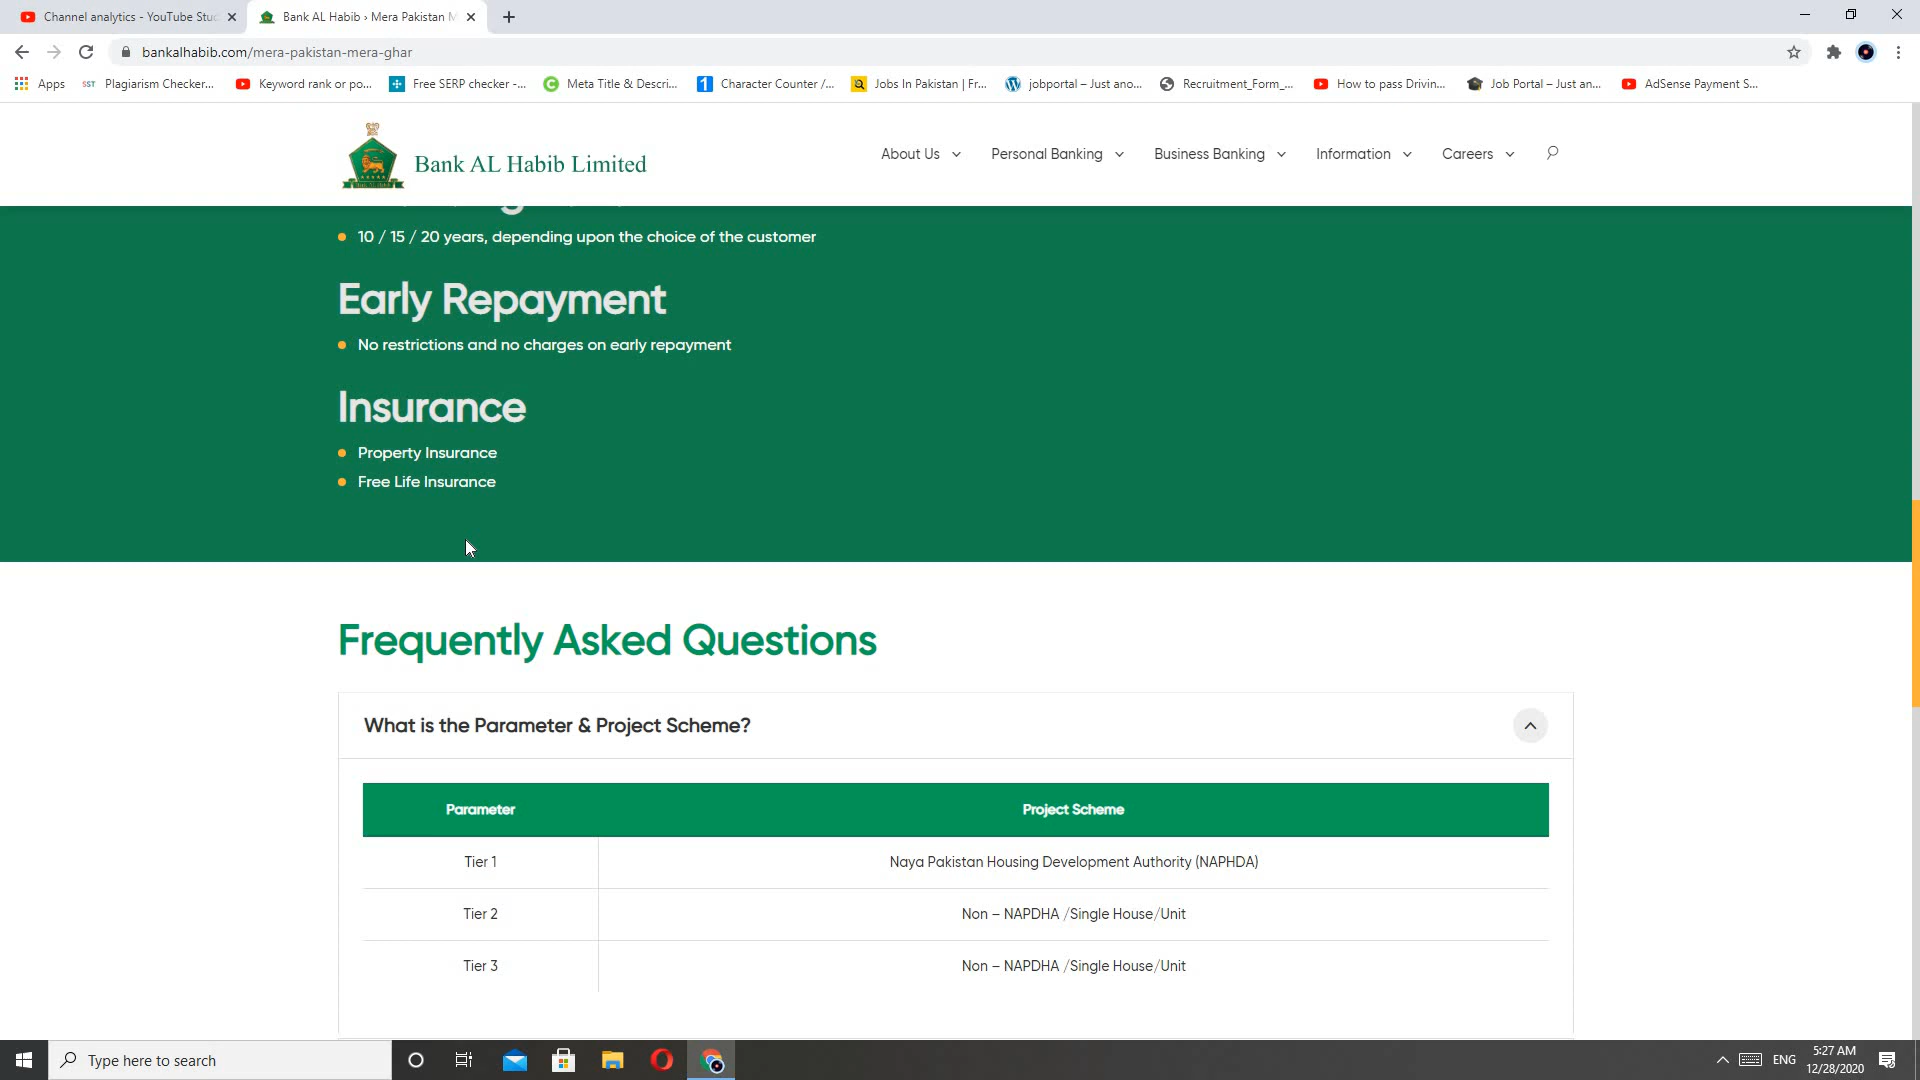 Channel analytics - YouTube Stu
Bank AL Habib › Mera Pakistan M
bankalhabib.com/mera-pakistan-mera-ghar
Apps
SST Plagiarism Checker...
Keyword rank or po...
Free SERP checker -...
Meta Title & Descri...
1 Character Counter /...
Jobs In Pakistan | Fr...
jobportal – Just ano...
Recruitment_Form_...
How to pass Drivin...
Job Portal – Just an...
AdSense Payment S...
Bank AL Habib Limited
About Us
Personal Banking
Business Banking
Information
Careers
10 / 15 / 20 years, depending upon the choice of the customer
Early Repayment
No restrictions and no charges on early repayment
Insurance
Property Insurance
Free Life Insurance
Frequently Asked Questions
What is the Parameter & Project Scheme?
Parameter
Project Scheme
Tier 1
Naya Pakistan Housing Development Authority (NAPHDA)
Tier 2
Non – NAPDHA /Single House/Unit
Tier 3
Non – NAPDHA /Single House/Unit
Type here to search
ENG
5:27 AM
12/28/2020